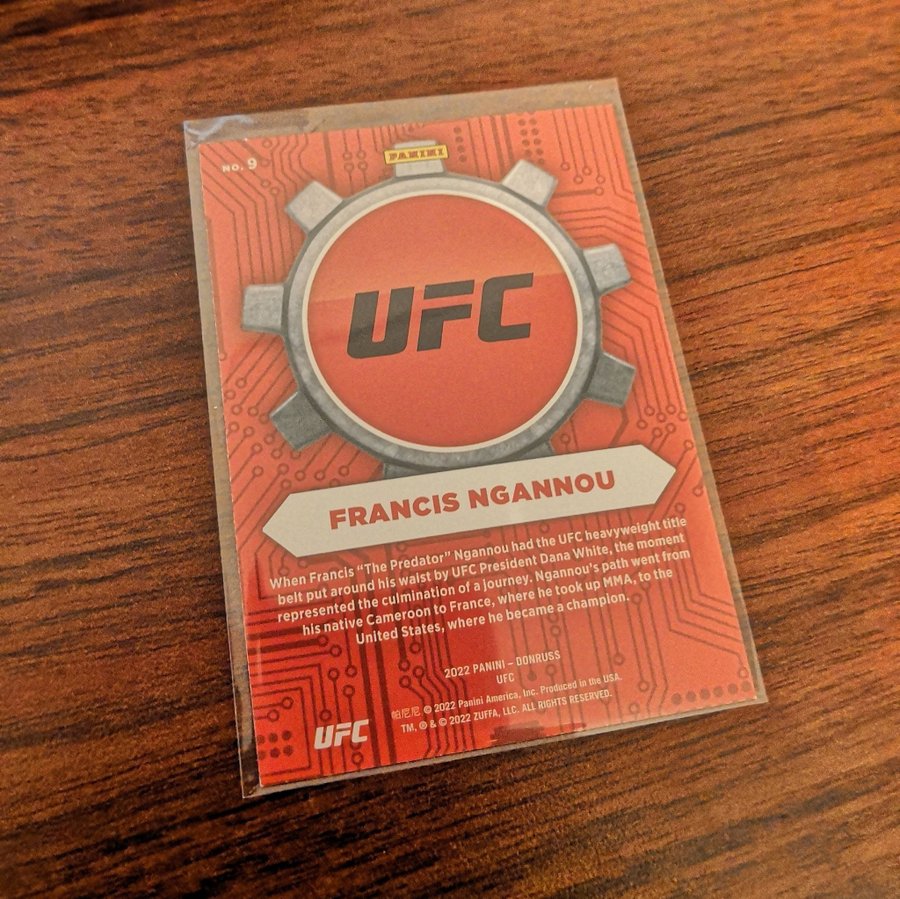 NO. 9
PANINI
UFC
FRANCIS NGANNOU
When Francis “The Predator” Ngannou had the UFC heavyweight title
belt put around his waist by UFC President Dana White, the moment
represented the culmination of a journey. Ngannou’s path went from
his native Cameroon to France, where he took up MMA, to the
United States, where he became a champion.
2022 PANINI – DONRUSS
UFC
帕尼尼 © 2022 Panini America, Inc. Produced in the USA.
TM, ® & © 2022 ZUFFA, LLC. ALL RIGHTS RESERVED.
UFC